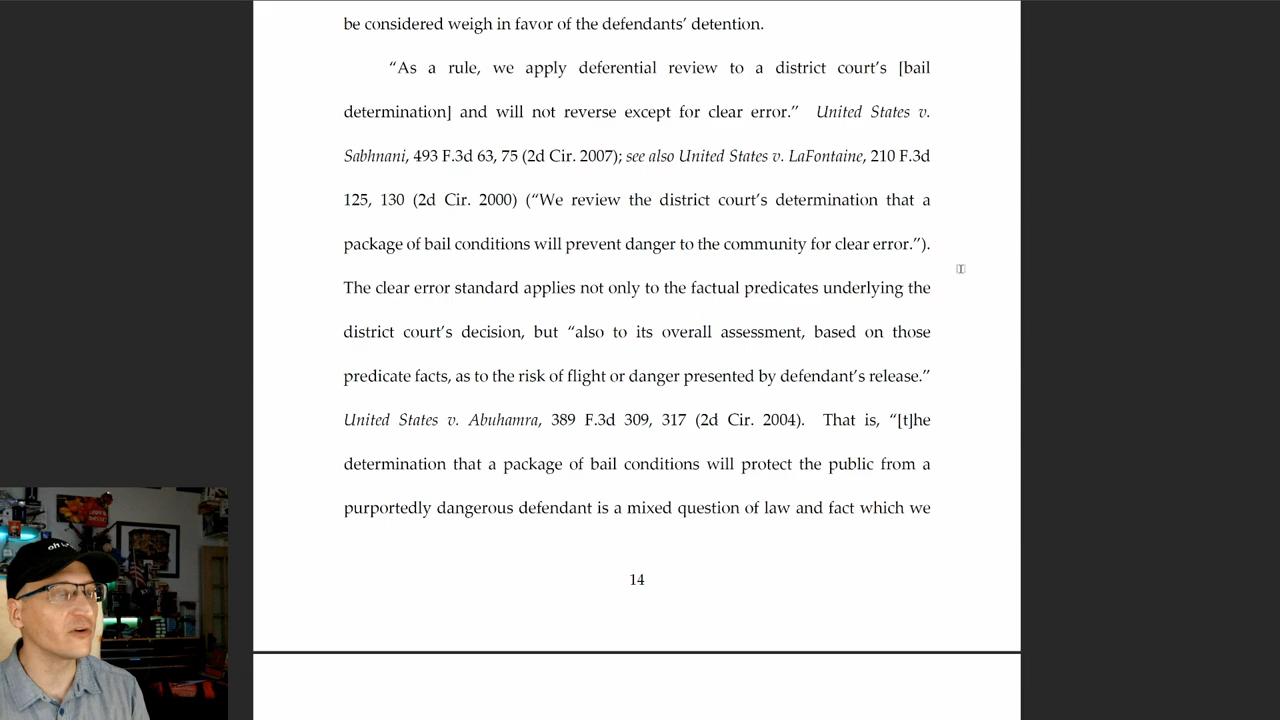 be considered weigh in favor of the defendants’ detention.
“As a rule, we apply deferential review to a district court’s [bail
determination] and will not reverse except for clear error.” United States v.
Sabhnani, 493 F.3d 63, 75 (2d Cir. 2007); see also United States v. LaFontaine, 210 F.3d
125, 130 (2d Cir. 2000) (“We review the district court’s determination that a
package of bail conditions will prevent danger to the community for clear error.”).
The clear error standard applies not only to the factual predicates underlying the
district court’s decision, but “also to its overall assessment, based on those
predicate facts, as to the risk of flight or danger presented by defendant’s release.”
United States v. Abuhamra, 389 F.3d 309, 317 (2d Cir. 2004). That is, “[t]he
determination that a package of bail conditions will protect the public from a
purportedly dangerous defendant is a mixed question of law and fact which we
14